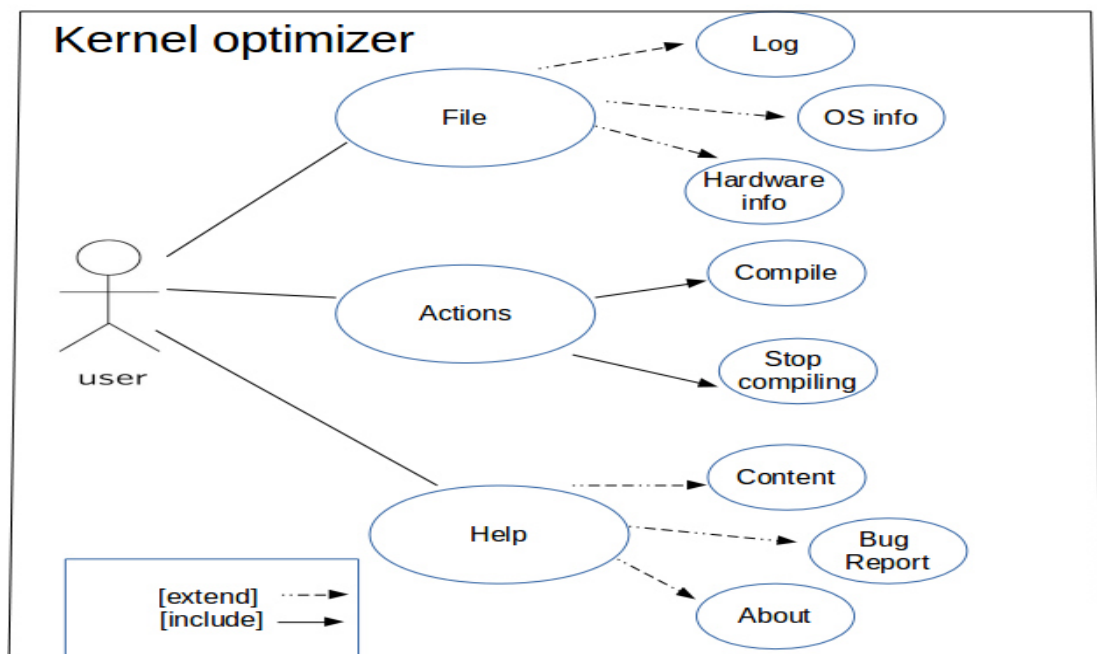 Kernel optimizer
Log
File
OS info
Hardware
info
Compile
Actions
Stop
compiling
user
Content
Help
Bug
Report
[extend]
[include]
About